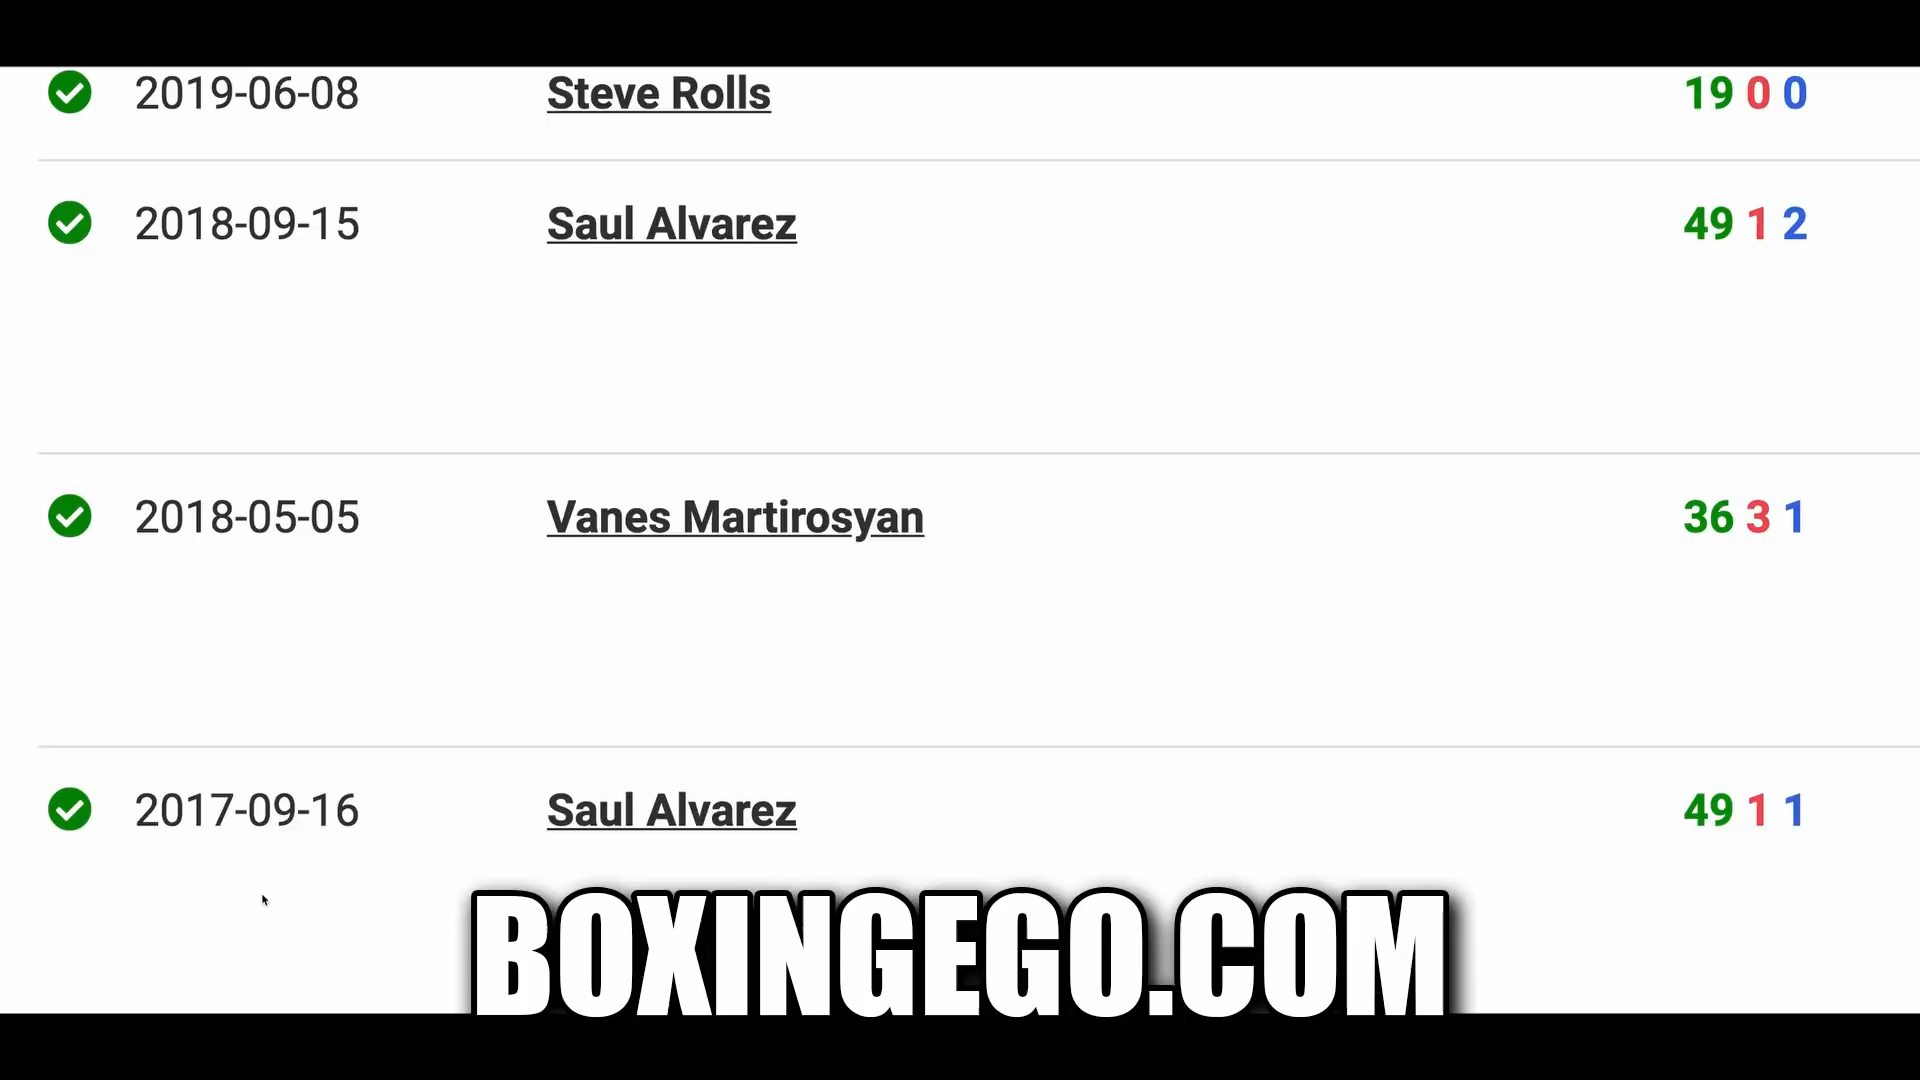 2019-06-08 Steve Rolls 19 0 0
2018-09-15 Saul Alvarez 49 1 2
2018-05-05 Vanes Martirosyan 36 3 1
2017-09-16 Saul Alvarez 49 1 1
BOXINGEGO.COM